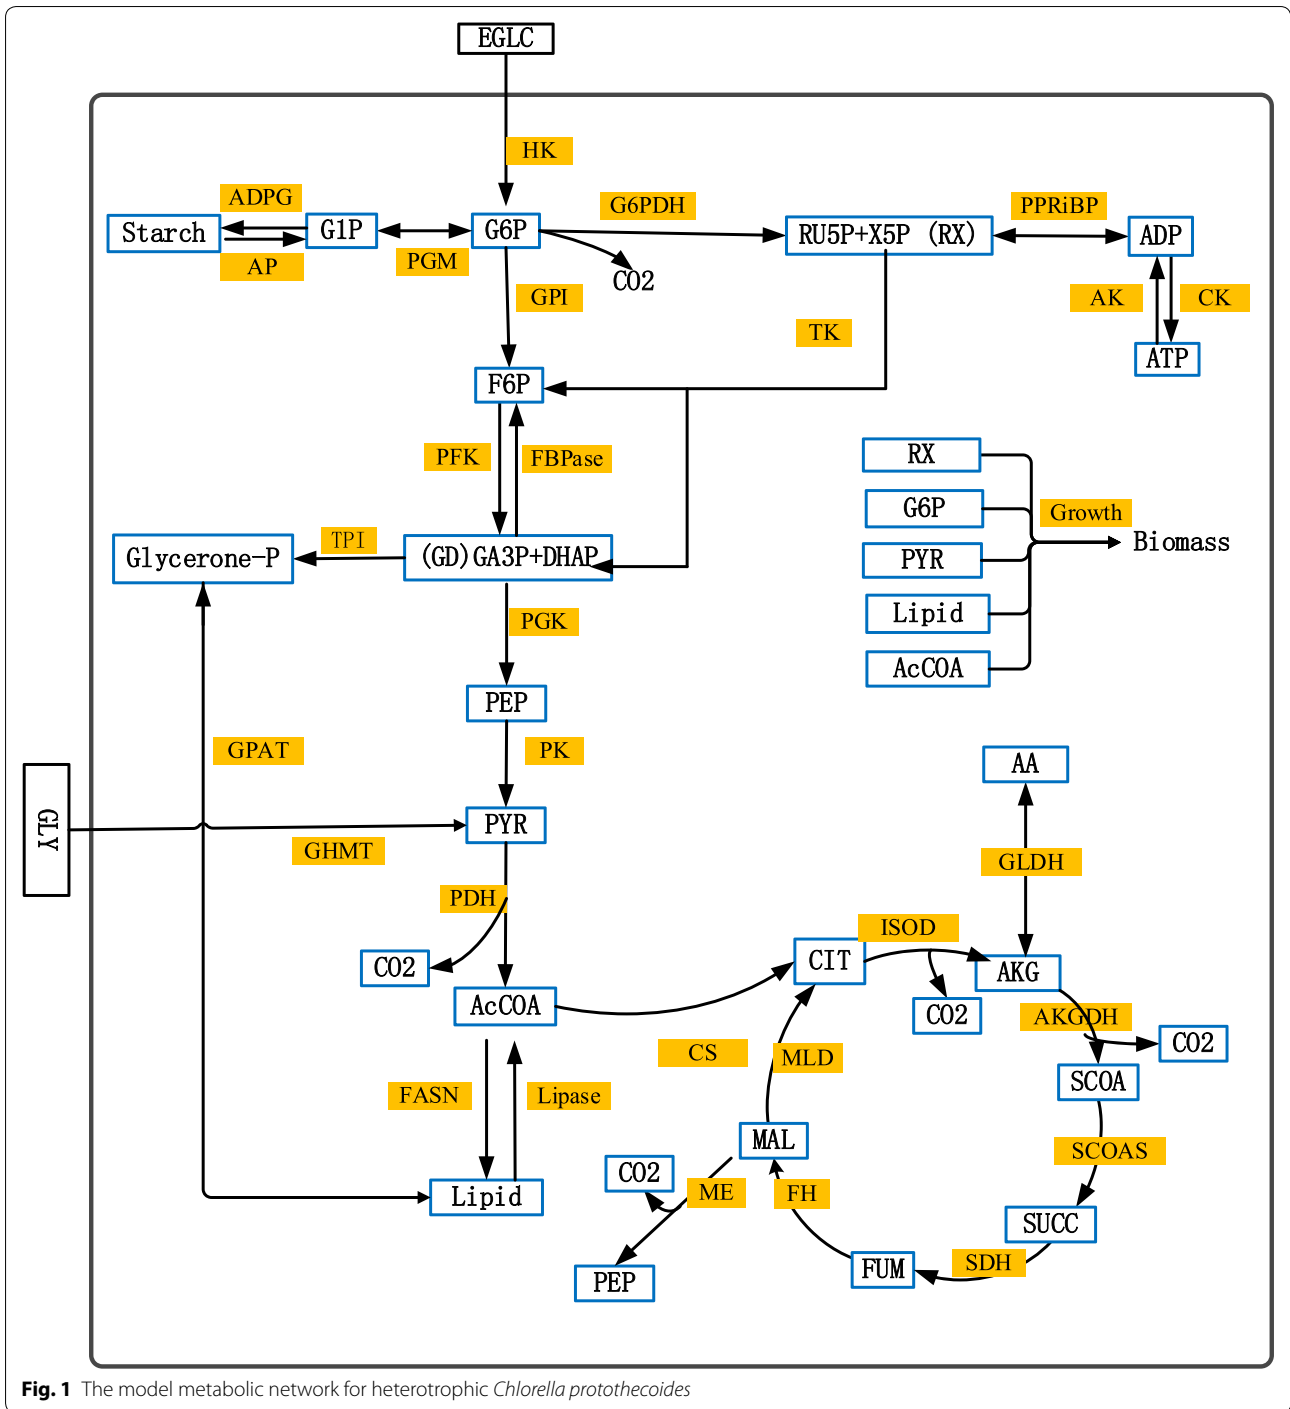 EGLC
HK
ADPG
G6PDH
PPRiBP
Starch
G1P
G6P
RU5P+X5P (RX)
ADP
AP
PGM
CO2
GPI
AK
CK
TK
ATP
F6P
PFK
FBPase
RX
G6P
Growth
TPI
Glycerone-P
(GD)GA3P+DHAP
PYR
Biomass
PGK
Lipid
AcCOA
PEP
GPAT
PK
AA
GLY
PYR
GHMT
GLDH
PDH
ISOD
CO2
CIT
AKG
AcCOA
CO2
AKGDH
CO2
CS
MLD
SCOA
FASN
Lipase
MAL
SCOAS
CO2
ME
FH
Lipid
SUCC
SDH
FUM
PEP
Fig. 1 The model metabolic network for heterotrophic Chlorella protothecoides